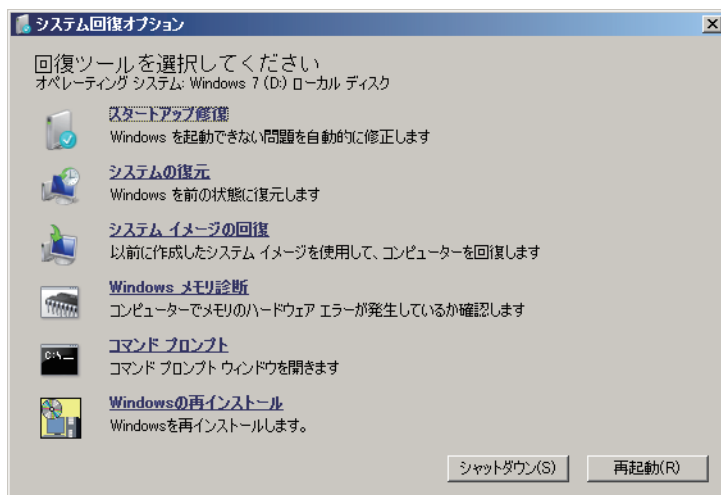 システム回復オプション
回復ツールを選択してください
オペレーティング システム: Windows 7 (D:) ローカル ディスク
スタートアップ修復
Windows を起動できない問題を自動的に修正します
システムの復元
Windows を前の状態に復元します
システム イメージの回復
以前に作成したシステム イメージを使用して、コンピューターを回復します
Windows メモリ診断
コンピューターでメモリのハードウェア エラーが発生しているか確認します
C:\_
コマンド プロンプト
コマンド プロンプト ウィンドウを開きます
Windowsの再インストール
Windowsを再インストールします。
シャットダウン(S)
再起動(R)